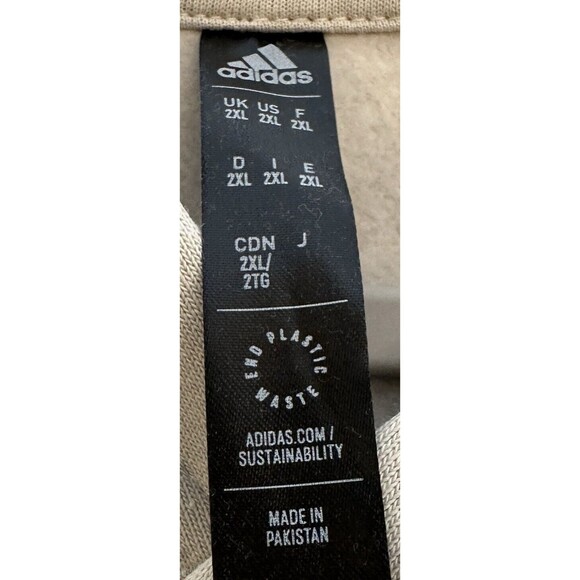 adidas
UK US F
2XL 2XL 2XL
D I E
2XL 2XL 2XL
CDN J
2XL/
2TG
END PLASTIC WASTE
ADIDAS.COM/
SUSTAINABILITY
MADE IN
PAKISTAN